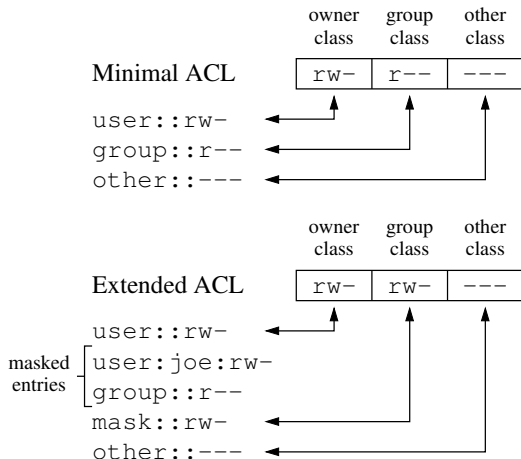 owner group other
class class class
Minimal ACL rw- r-- ---
user::rw-
group::r--
other::---
owner group other
class class class
Extended ACL rw- rw- ---
user::rw-
masked entries
user:joe:rw-
group::r--
mask::rw-
other::---